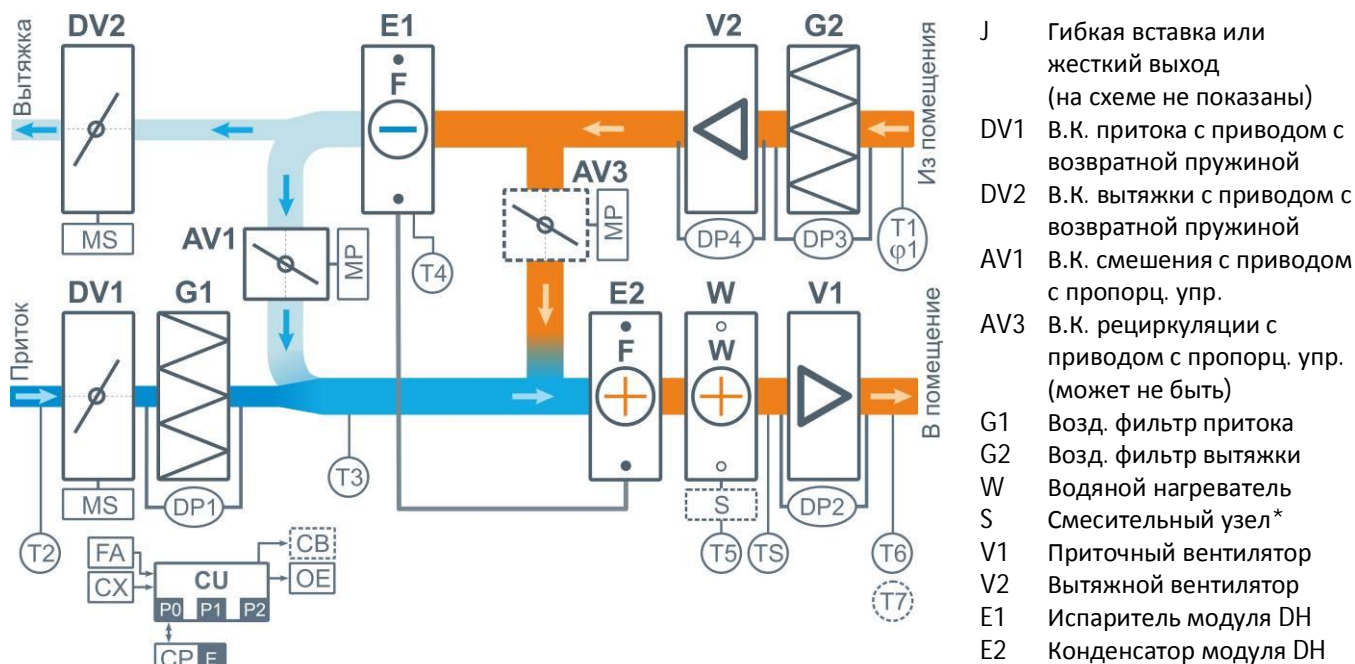 DV2
E1
V2
G2
Вытяжка
F
Из помещения
MS
AV1
MP
T4
AV3
MP
DP4
DP3
T1
φ1
DV1
G1
E2
W
V1
Приток
F
W
В помещение
MS
DP1
T3
S
DP2
T2
T5
TS
T6
T7
FA
CX
CU
P0
P1
P2
CB
OE
CP
E
J Гибкая вставка или
жесткий выход
(на схеме не показаны)
DV1 В.К. притока с приводом с
возвратной пружиной
DV2 В.К. вытяжки с приводом с
возвратной пружиной
AV1 В.К. смешения с приводом
с пропорц. упр.
AV3 В.К. рециркуляции с
приводом с пропорц. упр.
(может не быть)
G1 Возд. фильтр притока
G2 Возд. фильтр вытяжки
W Водяной нагреватель
S Смесительный узел*
V1 Приточный вентилятор
V2 Вытяжной вентилятор
E1 Испаритель модуля DH
E2 Конденсатор модуля DH